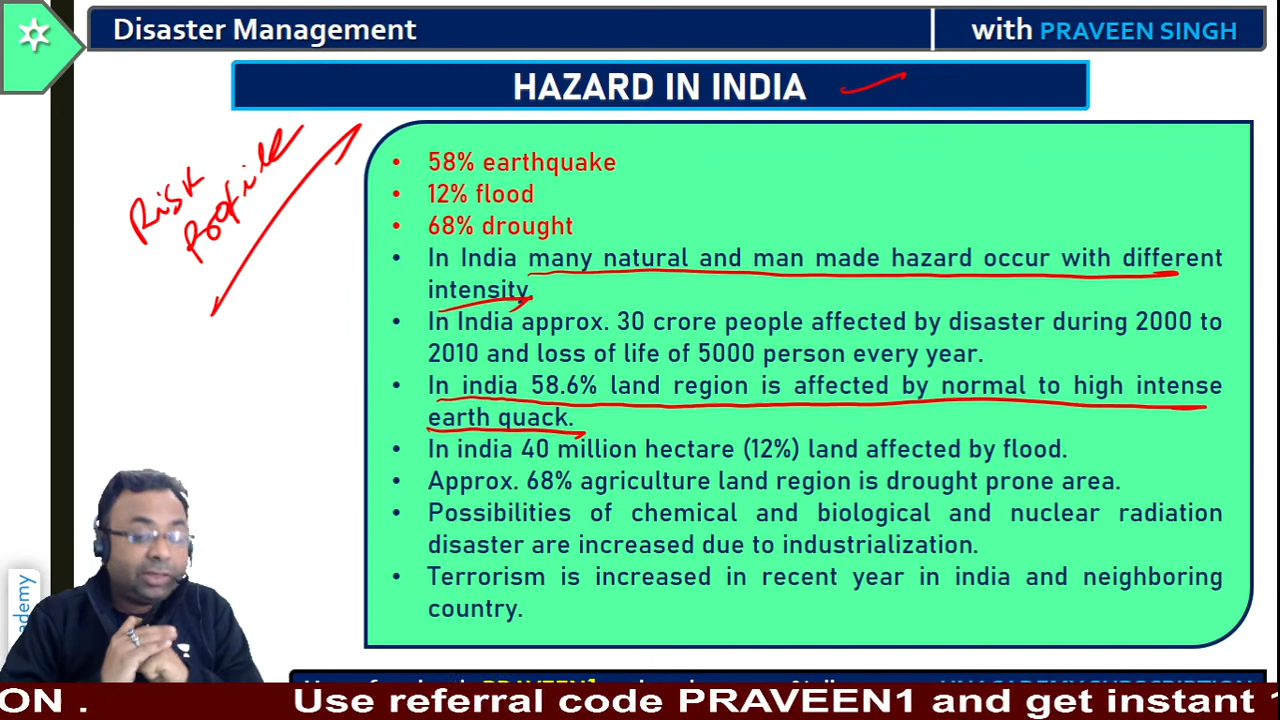 Disaster Management
with PRAVEEN SINGH
HAZARD IN INDIA
Risk
Profile
• 58% earthquake
• 12% flood
• 68% drought
• In India many natural and man made hazard occur with different
intensity.
• In India approx. 30 crore people affected by disaster during 2000 to
2010 and loss of life of 5000 person every year.
• In india 58.6% land region is affected by normal to high intense
earth quack.
• In india 40 million hectare (12%) land affected by flood.
• Approx. 68% agriculture land region is drought prone area.
• Possibilities of chemical and biological and nuclear radiation
disaster are increased due to industrialization.
• Terrorism is increased in recent year in india and neighboring
country.
ademy
PRAVEEN1
ON . Use referral code PRAVEEN1 and get instant